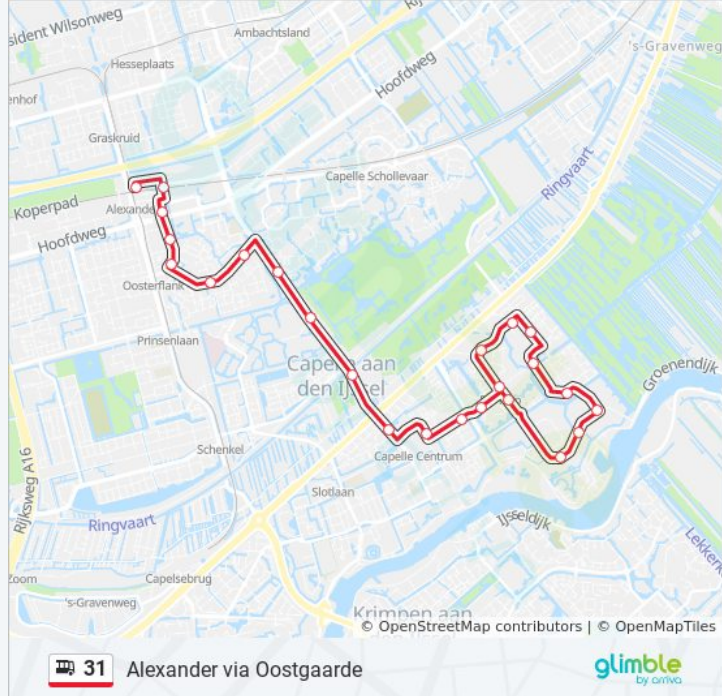 sident Wilsonweg
Ambachtsland
's-Gravenweg
Hesseplaats
Hoofdweg
enhof
Graskruid
Capelle Schollevaar
Ringvaart
Koperpad
Alexander
Hoofdweg
Oosterflank
Prinsenlaan
Capelle aan
den IJssel
Groenendijk
Schenkel
Capelle Centrum
Rijksweg A16
Slotlaan
Ringvaart
IJsseldijk
Lekkerk
Zoom
Capelsebrug
's-Gravenweg
Krimpen aan
© OpenStreetMap contributors | © OpenMapTiles
31 Alexander via Oostgaarde
glimble
by arriva